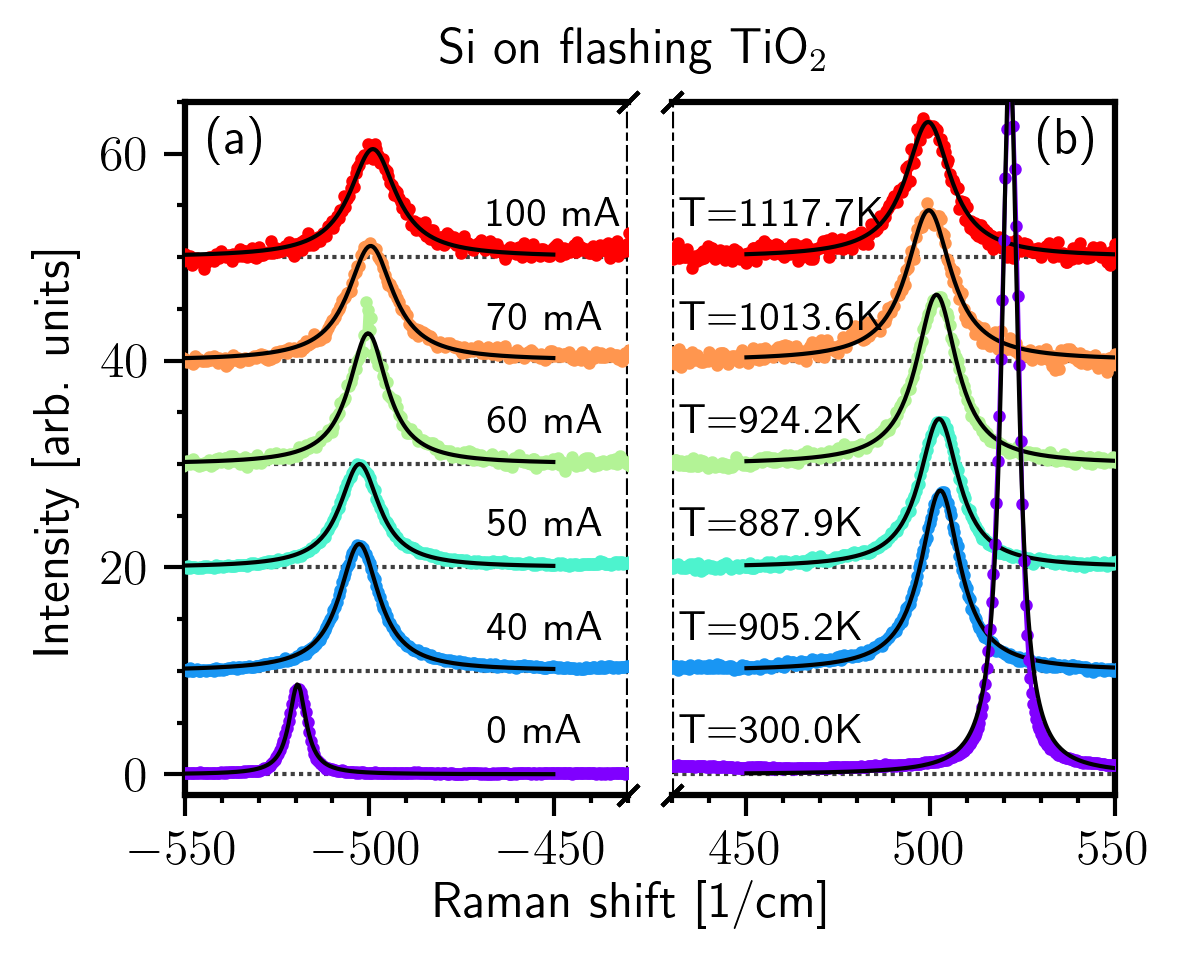 Si on flashing TiO₂
(a)
(b)
60
40
20
0
Intensity [arb. units]
100 mA
T=1117.7K
70 mA
T=1013.6K
60 mA
T=924.2K
50 mA
T=887.9K
40 mA
T=905.2K
0 mA
T=300.0K
−550
−500
−450
450
500
550
Raman shift [1/cm]